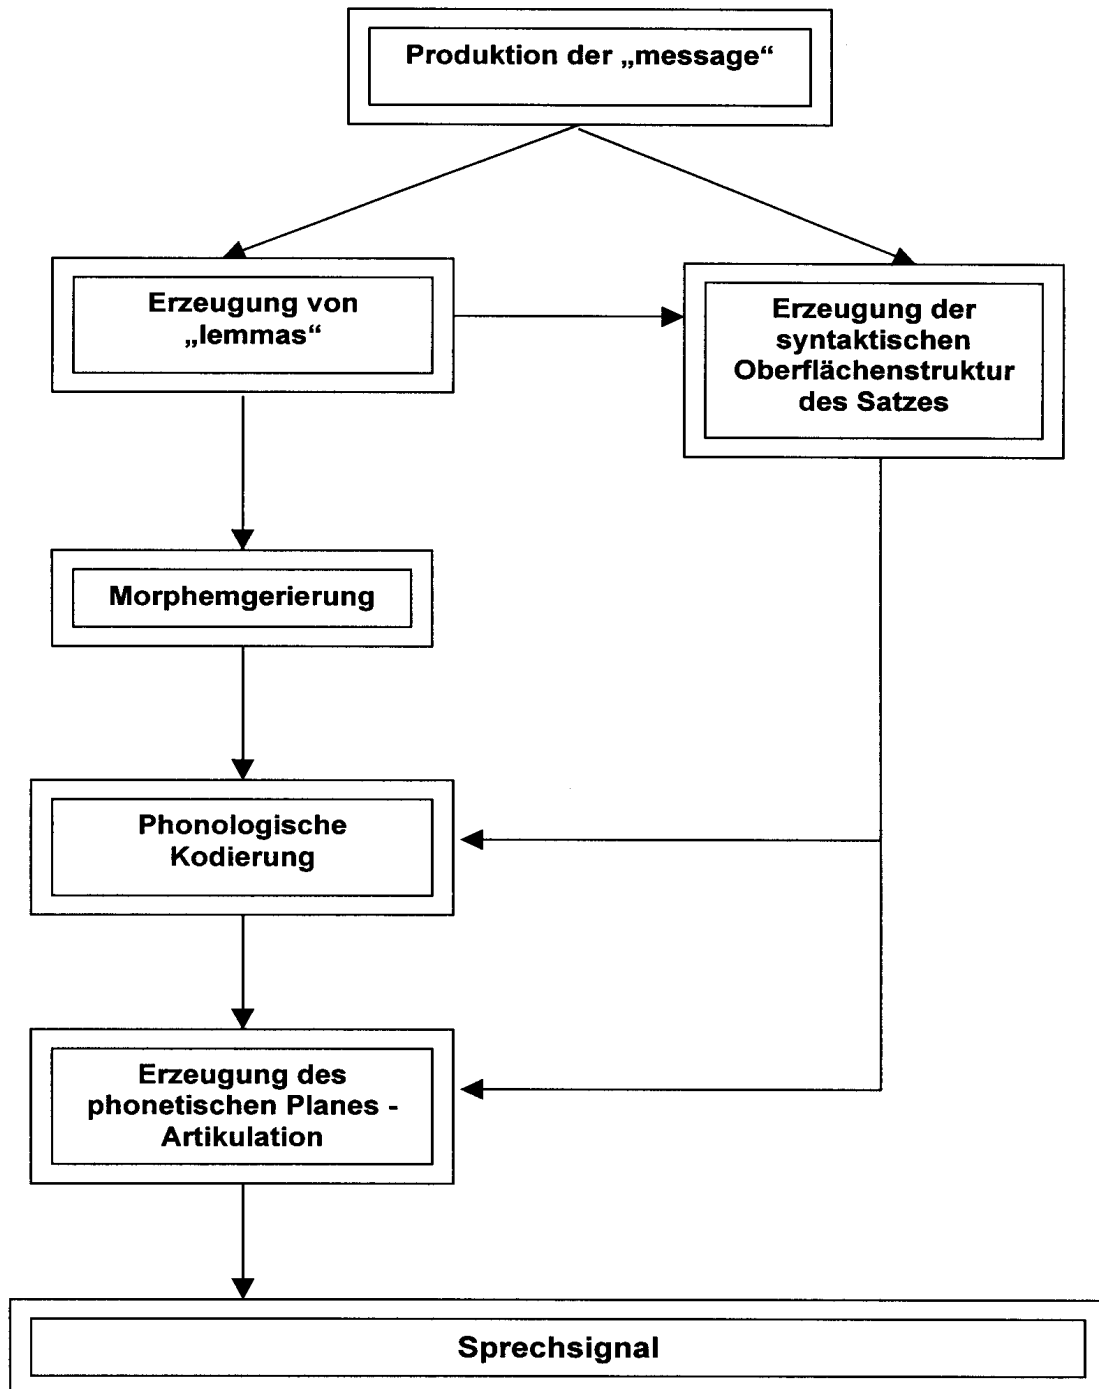 Produktion der „message“
Erzeugung von
„lemmas“
Erzeugung der
syntaktischen
Oberflächenstruktur
des Satzes
Morphemgerierung
Phonologische
Kodierung
Erzeugung des
phonetischen Planes -
Artikulation
Sprechsignal